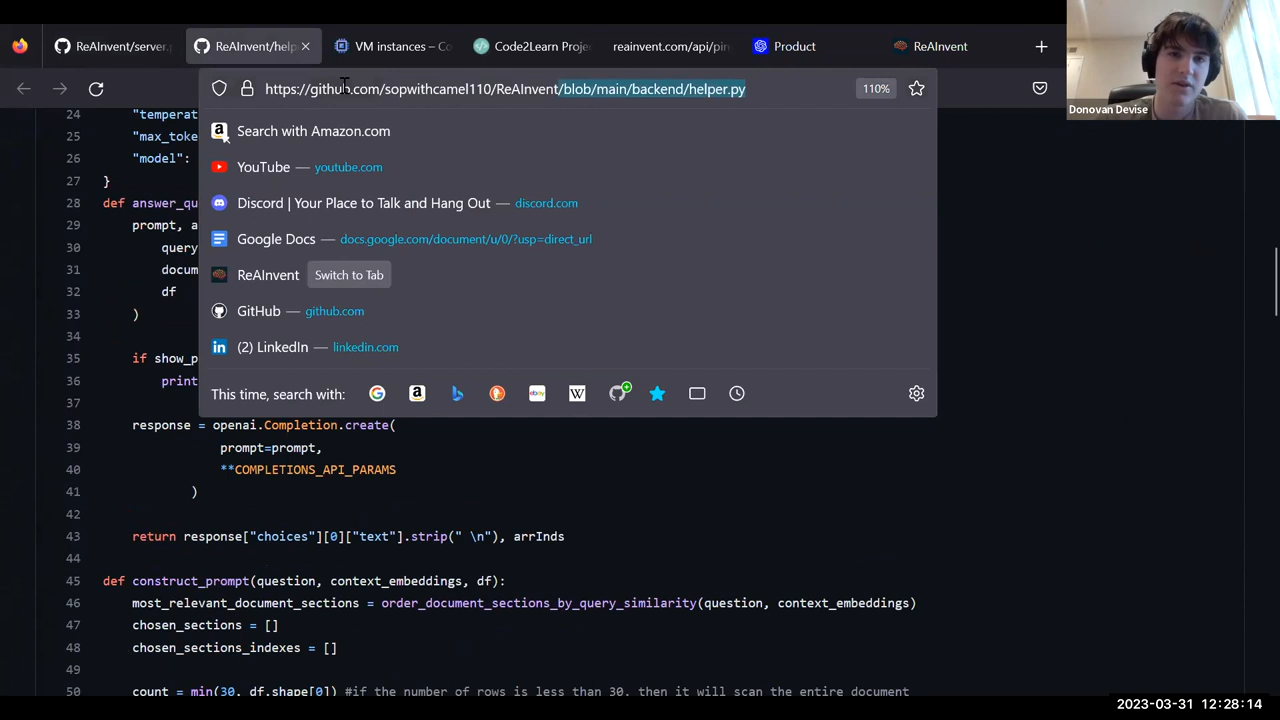 ReAInvent/server.p
ReAInvent/help
VM instances – Co
Code2Learn Proje
reainvent.com/api/pin
Product
ReAInvent
https://github.com/sopwithcamel110/ReAInvent/blob/main/backend/helper.py
110%
Donovan Devise
Search with Amazon.com
YouTube — youtube.com
Discord | Your Place to Talk and Hang Out — discord.com
Google Docs — docs.google.com/document/u/0/?usp=direct_url
ReAInvent Switch to Tab
GitHub — github.com
(2) LinkedIn — linkedin.com
This time, search with:
24 "temperat
25 "max_toke
26 "model":
27 }
28 def answer_qu
29 prompt, a
30 query
31 docum
32 df
33 )
34
35 if show_p
36 print
37
38 response = openai.Completion.create(
39 prompt=prompt,
40 **COMPLETIONS_API_PARAMS
41 )
42
43 return response["choices"][0]["text"].strip(" \n"), arrInds
44
45 def construct_prompt(question, context_embeddings, df):
46 most_relevant_document_sections = order_document_sections_by_query_similarity(question, context_embeddings)
47 chosen_sections = []
48 chosen_sections_indexes = []
49
50 count = min(30, df.shape[0]) #if the number of rows is less than 30, then it will scan the entire document
2023-03-31 12:28:14